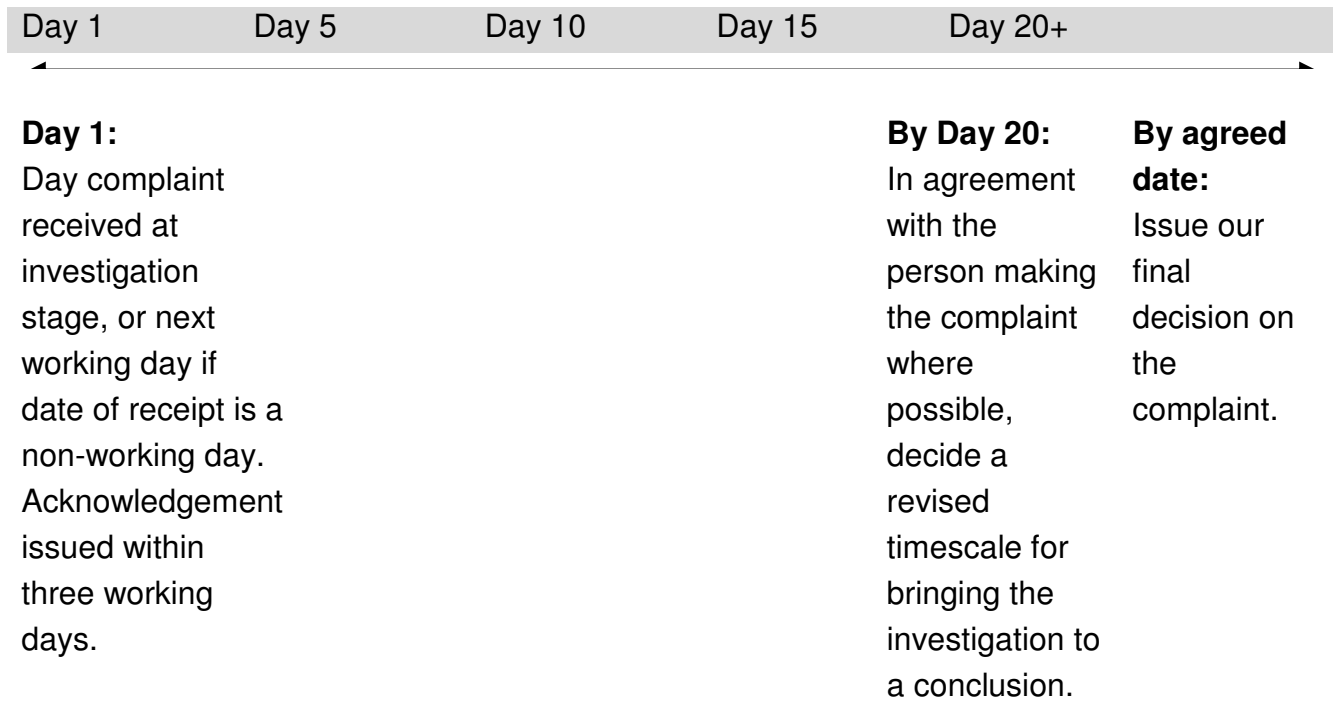 Day 1 Day 5 Day 10 Day 15 Day 20+
Day 1:
Day complaint
received at
investigation
stage, or next
working day if
date of receipt is a
non-working day.
Acknowledgement
issued within
three working
days.
By Day 20:
In agreement
with the
person making
the complaint
where
possible,
decide a
revised
timescale for
bringing the
investigation to
a conclusion.
By agreed
date:
Issue our
final
decision on
the
complaint.